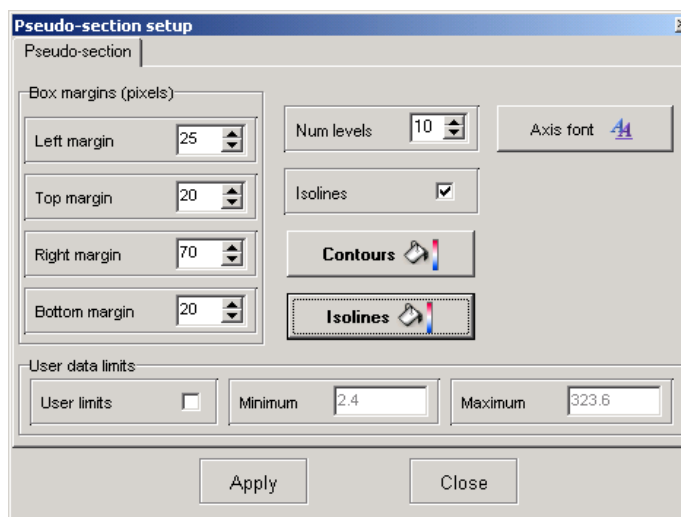 Pseudo-section setup
Pseudo-section
Box margins (pixels)
Left margin 25
Top margin 20
Right margin 70
Bottom margin 20
Num levels 10
Isolines
Contours
Isolines
Axis font AA
User data limits
User limits
Minimum 2.4
Maximum 323.6
Apply
Close